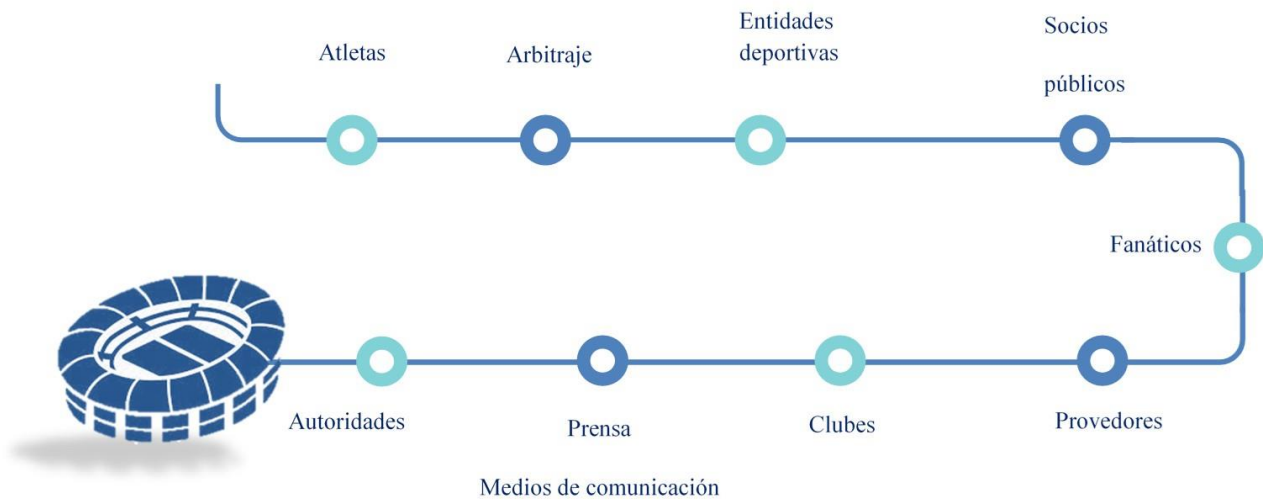 Atletas
Arbitraje
Entidades
deportivas
Socios
públicos
Fanáticos
Autoridades
Prensa
Clubes
Provedores
Medios de comunicación